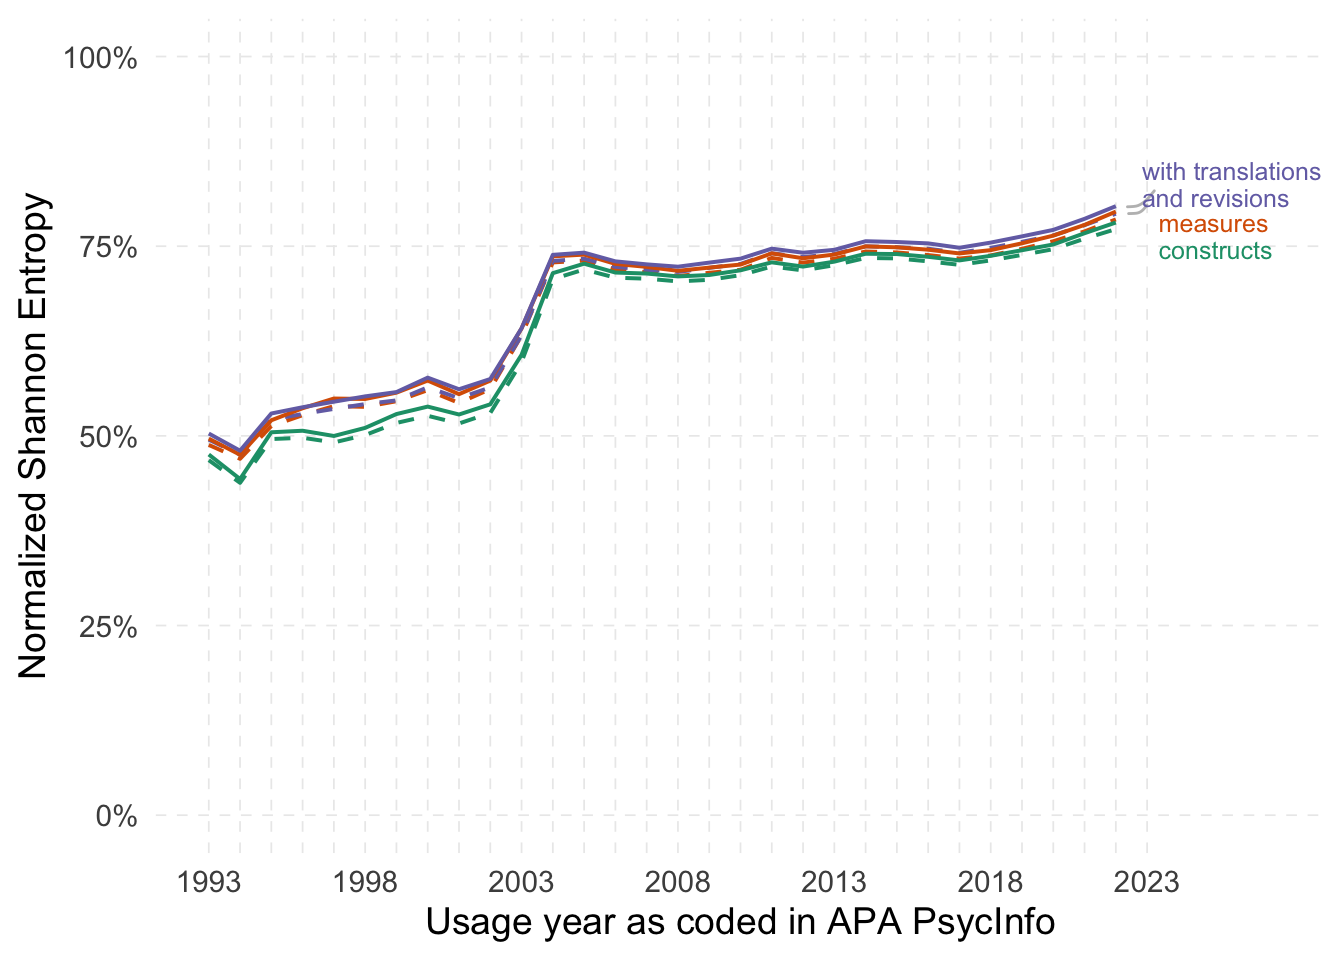 100%
75%
50%
25%
0%
Normalized Shannon Entropy
with translations
and revisions
measures
constructs
1993 1998 2003 2008 2013 2018 2023
Usage year as coded in APA PsycInfo